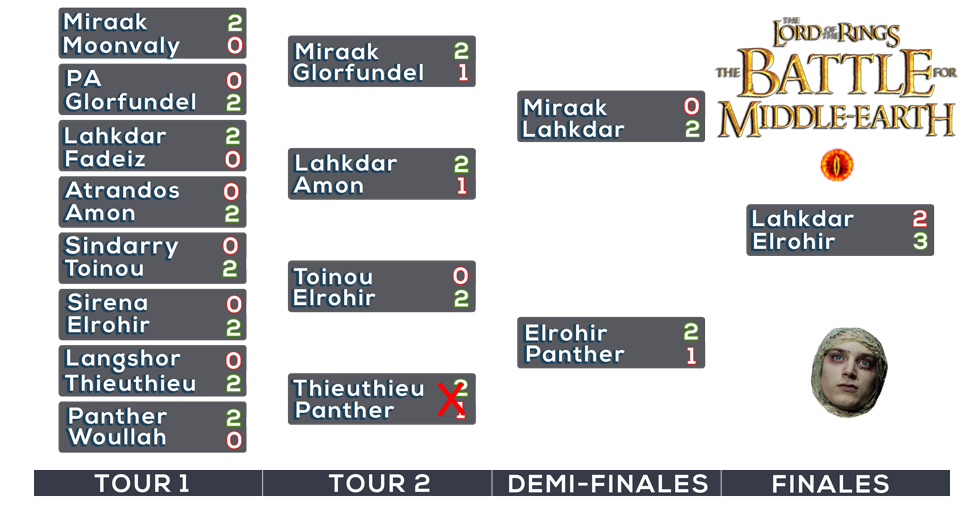 Miraak 2
Moonvaly 0
PA 0
Glorfundel 2
Lahkdar 2
Fadeiz 0
Atrandos 0
Amon 2
Sindarry 0
Toinou 2
Sirena 0
Elrohir 2
Langshor 0
Thieuthieu 2
Panther 2
Woullah 0
Miraak 2
Glorfundel 1
Lahkdar 2
Amon 1
Toinou 0
Elrohir 2
Thieuthieu 2
Panther 1
Miraak 0
Lahkdar 2
Elrohir 2
Panther 1
THE
LORD OF THE RINGS
THE BATTLE FOR
MIDDLE-EARTH
Lahkdar 2
Elrohir 3
TOUR 1 TOUR 2 DEMI-FINALES FINALES